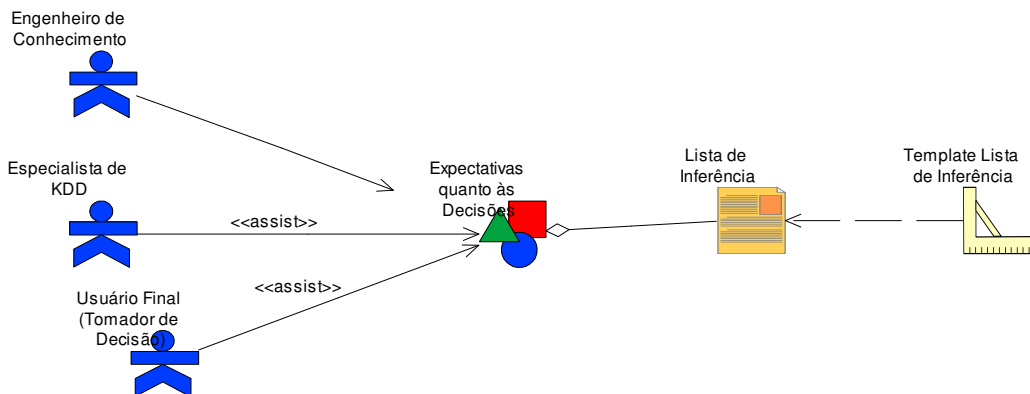 Engenheiro de
Conhecimento
Especialista de
KDD
<<assist>>
Usuário Final
(Tomador de
Decisão)
<<assist>>
Expectativas
quanto às
Decisões
Lista de
Inferência
Template Lista
de Inferência